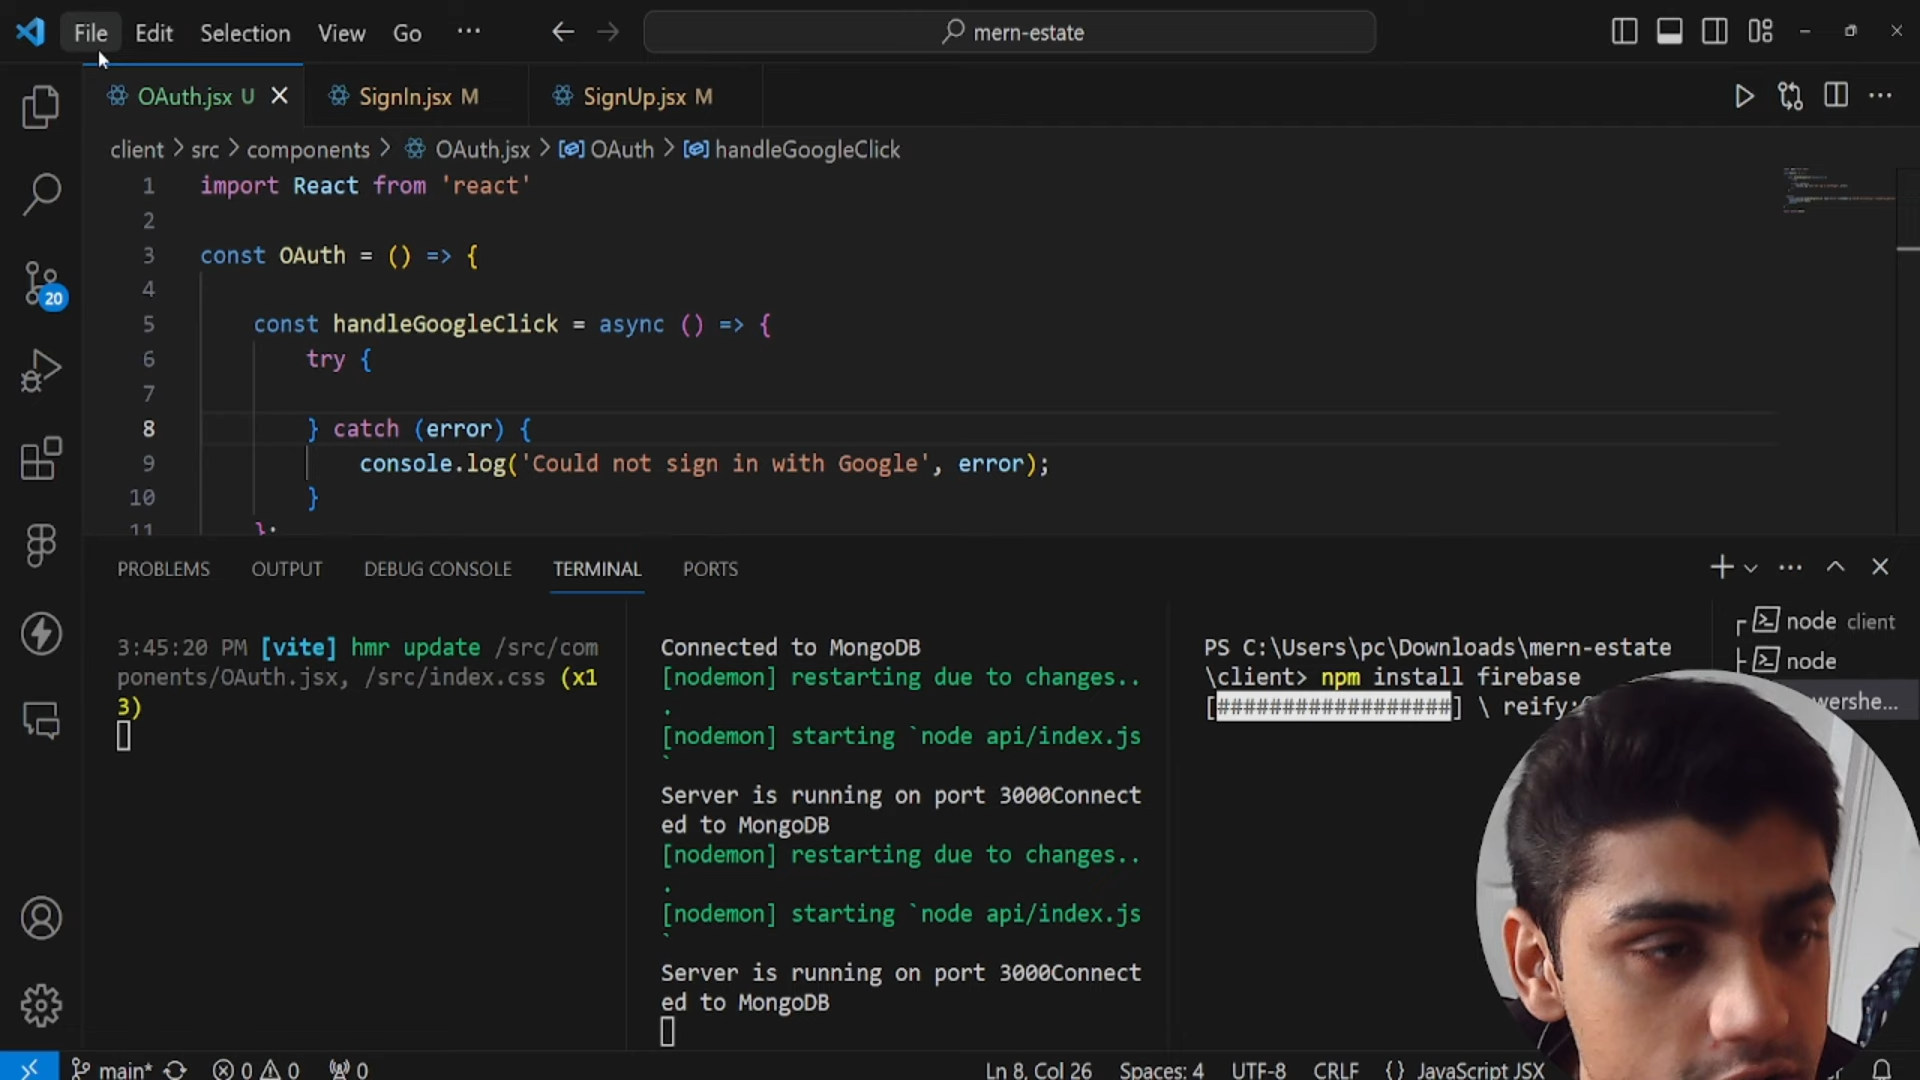 File Edit Selection View Go ··· mern-estate
OAuth.jsx U SignIn.jsx M SignUp.jsx M
client > src > components > OAuth.jsx > OAuth > handleGoogleClick
1 import React from 'react'
2
3 const OAuth = () => {
4
5 const handleGoogleClick = async () => {
6 try {
7
8 } catch (error) {
9 console.log('Could not sign in with Google', error);
10 }
11 };
20
PROBLEMS OUTPUT DEBUG CONSOLE TERMINAL PORTS
3:45:20 PM [vite] hmr update /src/com
ponents/OAuth.jsx, /src/index.css (x1
3)
Connected to MongoDB
[nodemon] restarting due to changes..
.
[nodemon] starting `node api/index.js
`
Server is running on port 3000Connect
ed to MongoDB
[nodemon] restarting due to changes..
.
[nodemon] starting `node api/index.js
`
Server is running on port 3000Connect
ed to MongoDB
PS C:\Users\pc\Downloads\mern-estate
\client> npm install firebase
[##################] \ reify:
node client
node
wershe...
main* 0 0 0 Ln 8, Col 26 Spaces: 4 UTF-8 CRLF {} JavaScript JSX